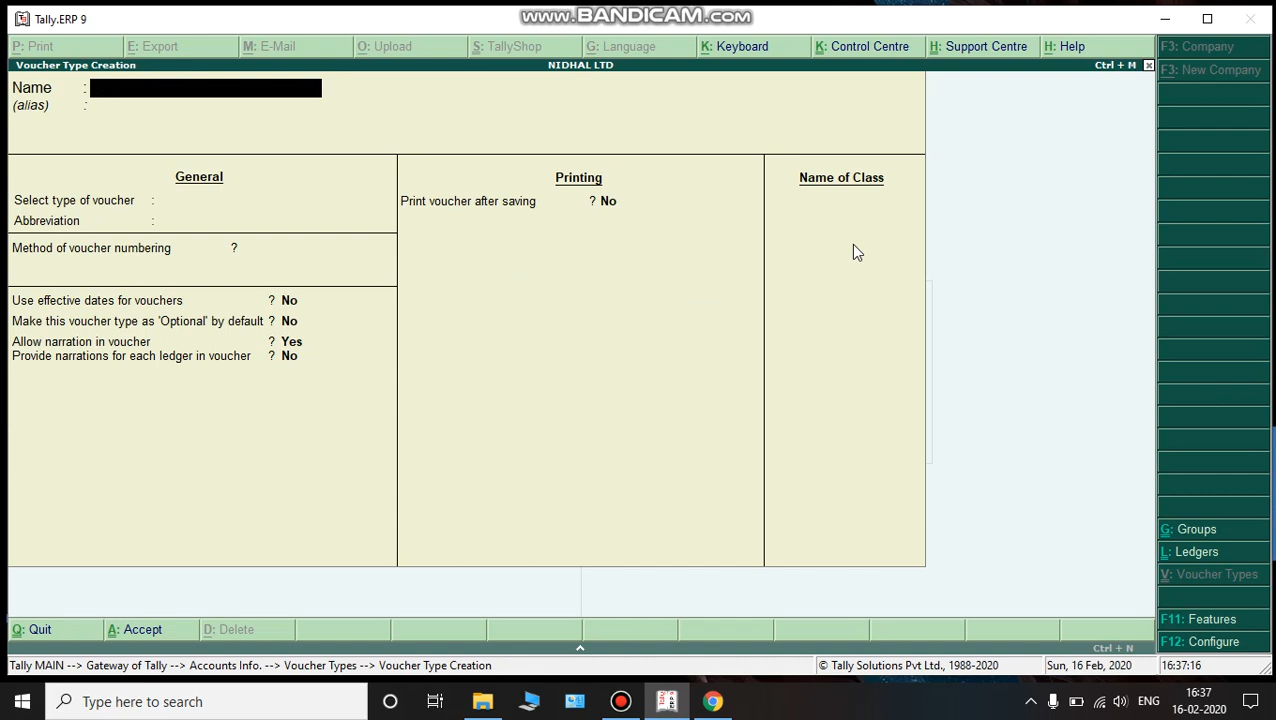 www.BANDICAM.com
Tally.ERP 9
P: Print
E: Export
M: E-Mail
O: Upload
S: TallyShop
G: Language
K: Keyboard
K: Control Centre
H: Support Centre
H: Help
F3: Company
Voucher Type Creation
NIDHAL LTD
Ctrl + M
F3: New Company
Name :
(alias) :
General
Printing
Name of Class
Select type of voucher :
Print voucher after saving ? No
Abbreviation :
Method of voucher numbering ?
Use effective dates for vouchers ? No
Make this voucher type as 'Optional' by default ? No
Allow narration in voucher ? Yes
Provide narrations for each ledger in voucher ? No
G: Groups
L: Ledgers
V: Voucher Types
F11: Features
F12: Configure
Q: Quit
A: Accept
D: Delete
Ctrl + N
Tally MAIN --> Gateway of Tally --> Accounts Info. --> Voucher Types --> Voucher Type Creation
© Tally Solutions Pvt Ltd., 1988-2020
Sun, 16 Feb, 2020
16:37:16
Type here to search
ENG
16:37
16-02-2020